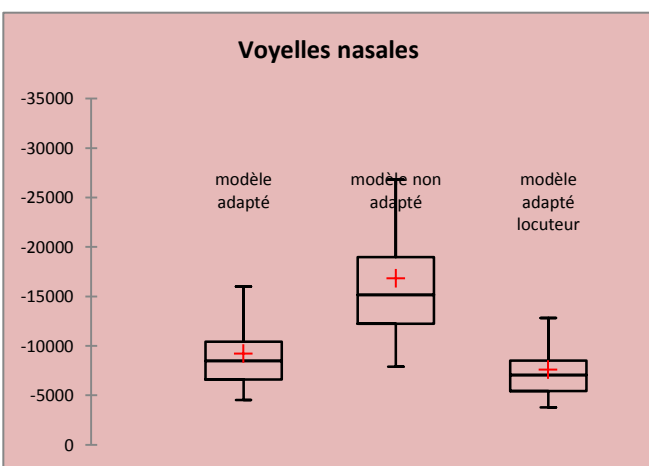 Voyelles nasales
-35000
-30000
-25000
-20000
-15000
-10000
-5000
0
modèle
adapté
modèle non
adapté
modèle
adapté
locuteur